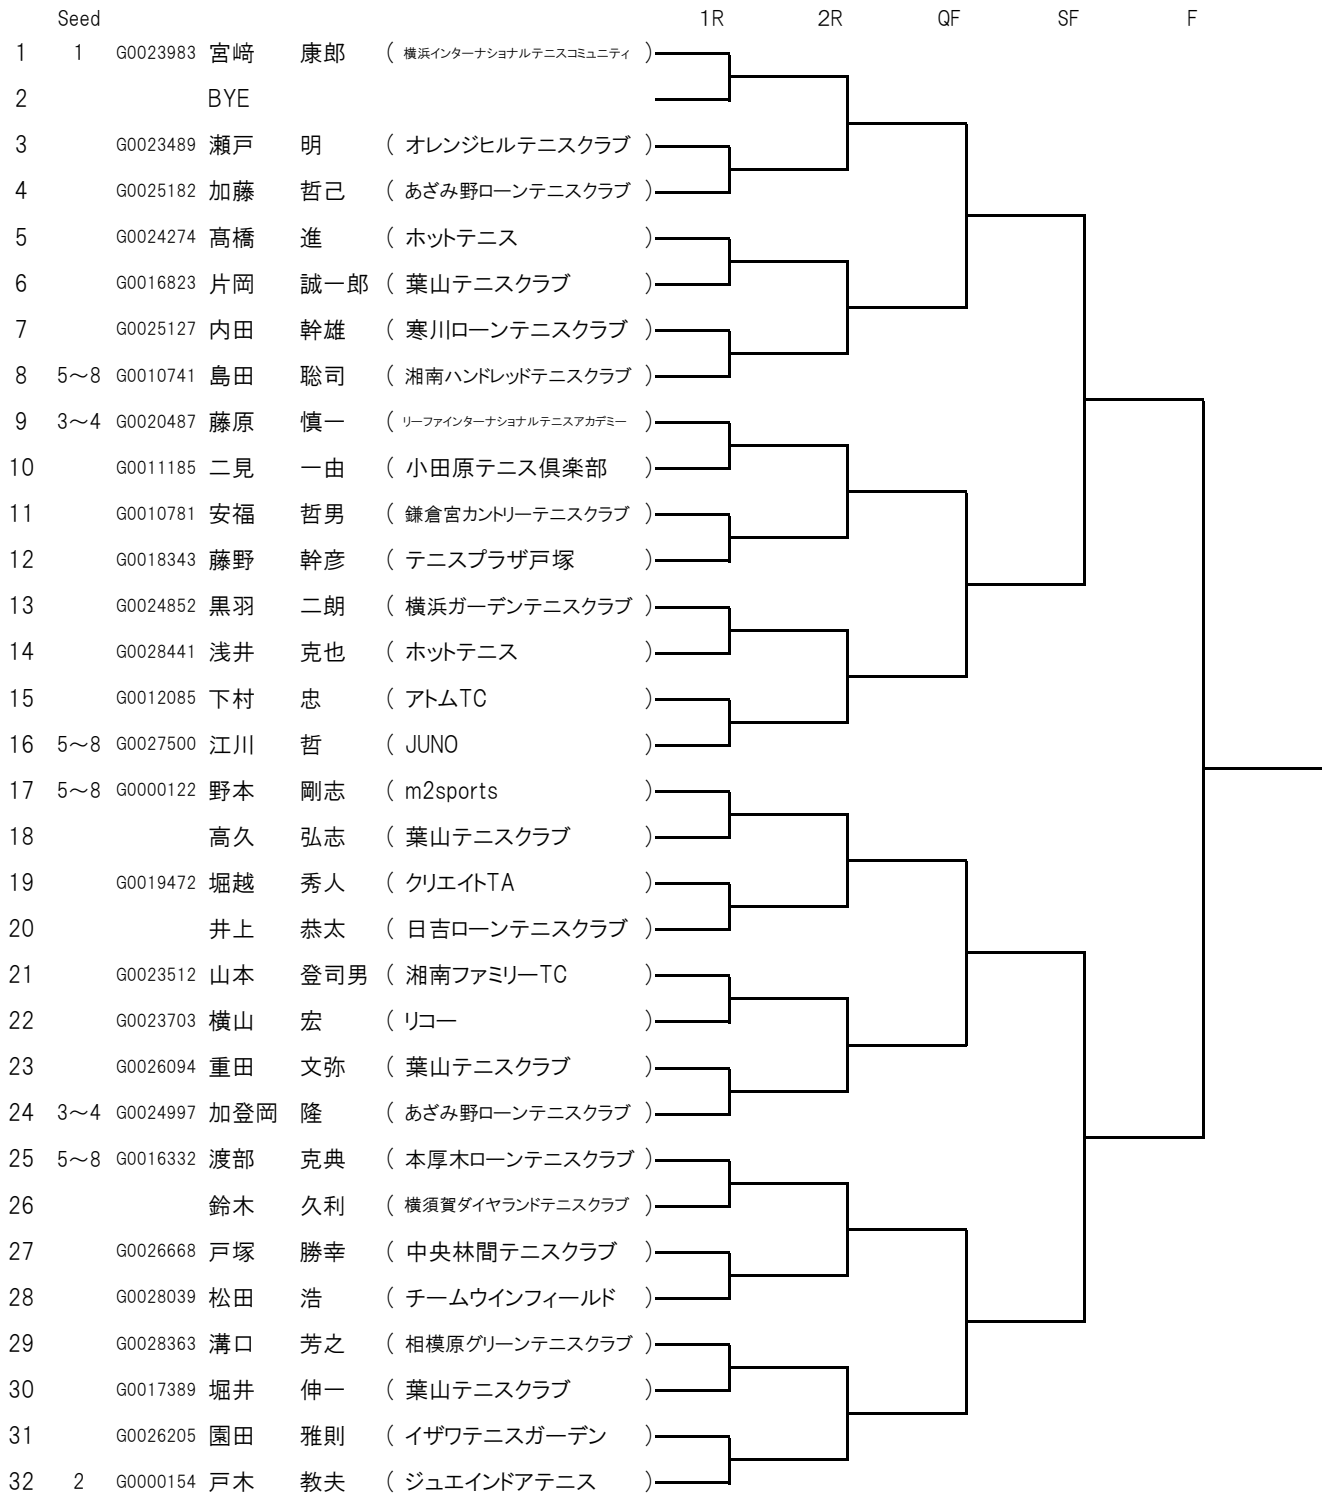 Seed 1R 2R QF SF F
1 1 G0023983 宮﨑 康郎 ( 横浜インターナショナルテニスコミュニティ )
2 BYE
3 G0023489 瀬戸 明 ( オレンジヒルテニスクラブ )
4 G0025182 加藤 哲己 ( あざみ野ローンテニスクラブ )
5 G0024274 髙橋 進 ( ホットテニス )
6 G0016823 片岡 誠一郎 ( 葉山テニスクラブ )
7 G0025127 内田 幹雄 ( 寒川ローンテニスクラブ )
8 5～8 G0010741 島田 聡司 ( 湘南ハンドレッドテニスクラブ )
9 3～4 G0020487 藤原 慎一 ( リーファインターナショナルテニスアカデミー )
10 G0011185 二見 一由 ( 小田原テニス倶楽部 )
11 G0010781 安福 哲男 ( 鎌倉宮カントリーテニスクラブ )
12 G0018343 藤野 幹彦 ( テニスプラザ戸塚 )
13 G0024852 黒羽 二朗 ( 横浜ガーデンテニスクラブ )
14 G0028441 浅井 克也 ( ホットテニス )
15 G0012085 下村 忠 ( アトムTC )
16 5～8 G0027500 江川 哲 ( JUNO )
17 5～8 G0000122 野本 剛志 ( m2sports )
18 高久 弘志 ( 葉山テニスクラブ )
19 G0019472 堀越 秀人 ( クリエイトTA )
20 井上 恭太 ( 日吉ローンテニスクラブ )
21 G0023512 山本 登司男 ( 湘南ファミリーTC )
22 G0023703 横山 宏 ( リコー )
23 G0026094 重田 文弥 ( 葉山テニスクラブ )
24 3～4 G0024997 加登岡 隆 ( あざみ野ローンテニスクラブ )
25 5～8 G0016332 渡部 克典 ( 本厚木ローンテニスクラブ )
26 鈴木 久利 ( 横須賀ダイヤランドテニスクラブ )
27 G0026668 戸塚 勝幸 ( 中央林間テニスクラブ )
28 G0028039 松田 浩 ( チームウインフィールド )
29 G0028363 溝口 芳之 ( 相模原グリーンテニスクラブ )
30 G0017389 堀井 伸一 ( 葉山テニスクラブ )
31 G0026205 園田 雅則 ( イザワテニスガーデン )
32 2 G0000154 戸木 教夫 ( ジュエインドアテニス )